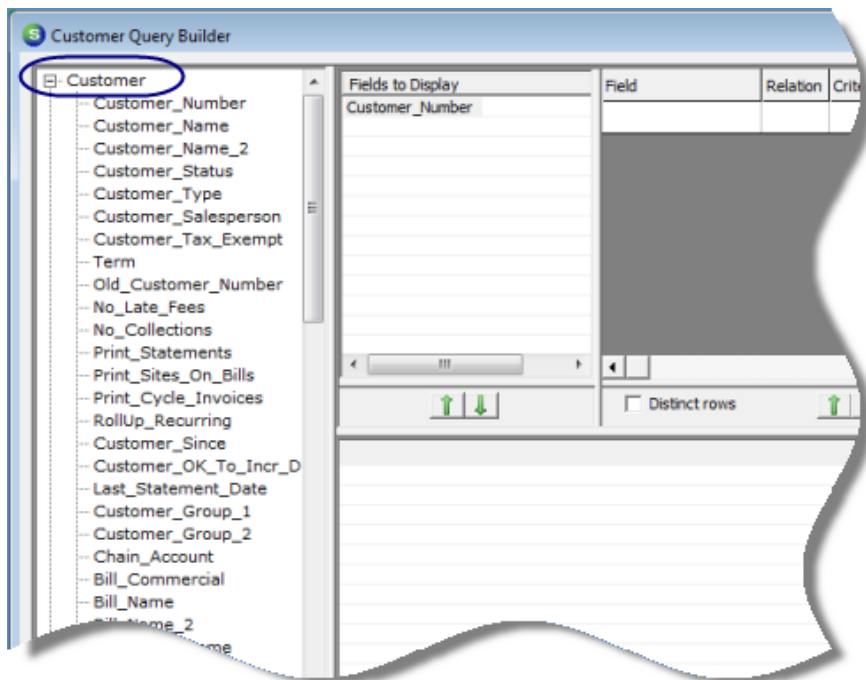 S Customer Query Builder
Customer
Customer_Number
Customer_Name
Customer_Name_2
Customer_Status
Customer_Type
Customer_Salesperson
Customer_Tax_Exempt
Term
Old_Customer_Number
No_Late_Fees
No_Collections
Print_Statements
Print_Sites_On_Bills
Print_Cycle_Invoices
RollUp_Recurring
Customer_Since
Customer_OK_To_Incr_D
Last_Statement_Date
Customer_Group_1
Customer_Group_2
Chain_Account
Bill_Commercial
Bill_Name
Fields to Display
Customer_Number
Field Relation Crite
Distinct rows